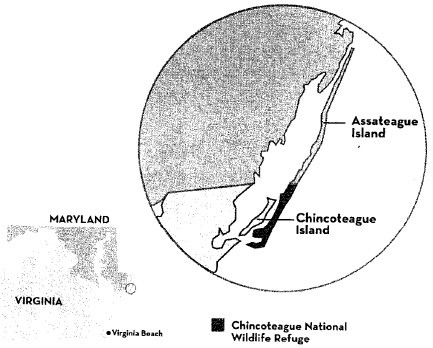 Assateague
Island
Chincoteague
Island
MARYLAND
VIRGINIA
Virginia Beach
Chincoteague National
Wildlife Refuge